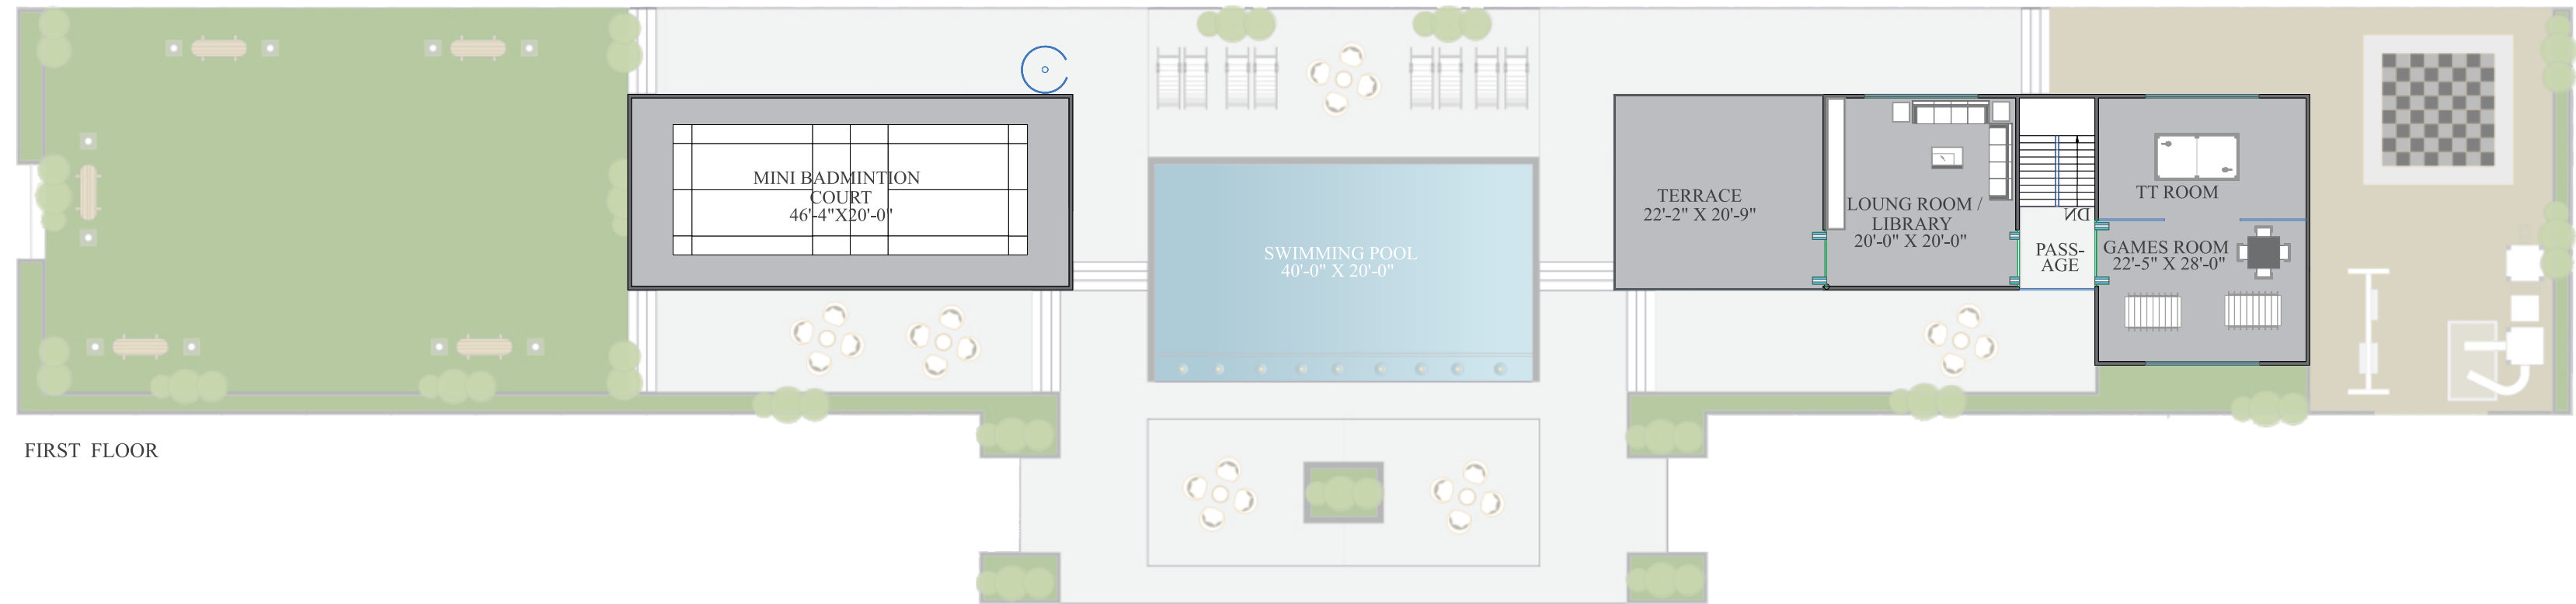 MINI BADMINTION
COURT
46'-4"X20'-0"
SWIMMING POOL
40'-0" X 20'-0"
TERRACE
22'-2" X 20'-9"
LOUNG ROOM /
LIBRARY
20'-0" X 20'-0"
DN
PASS-
AGE
TT ROOM
GAMES ROOM
22'-5" X 28'-0"
FIRST FLOOR